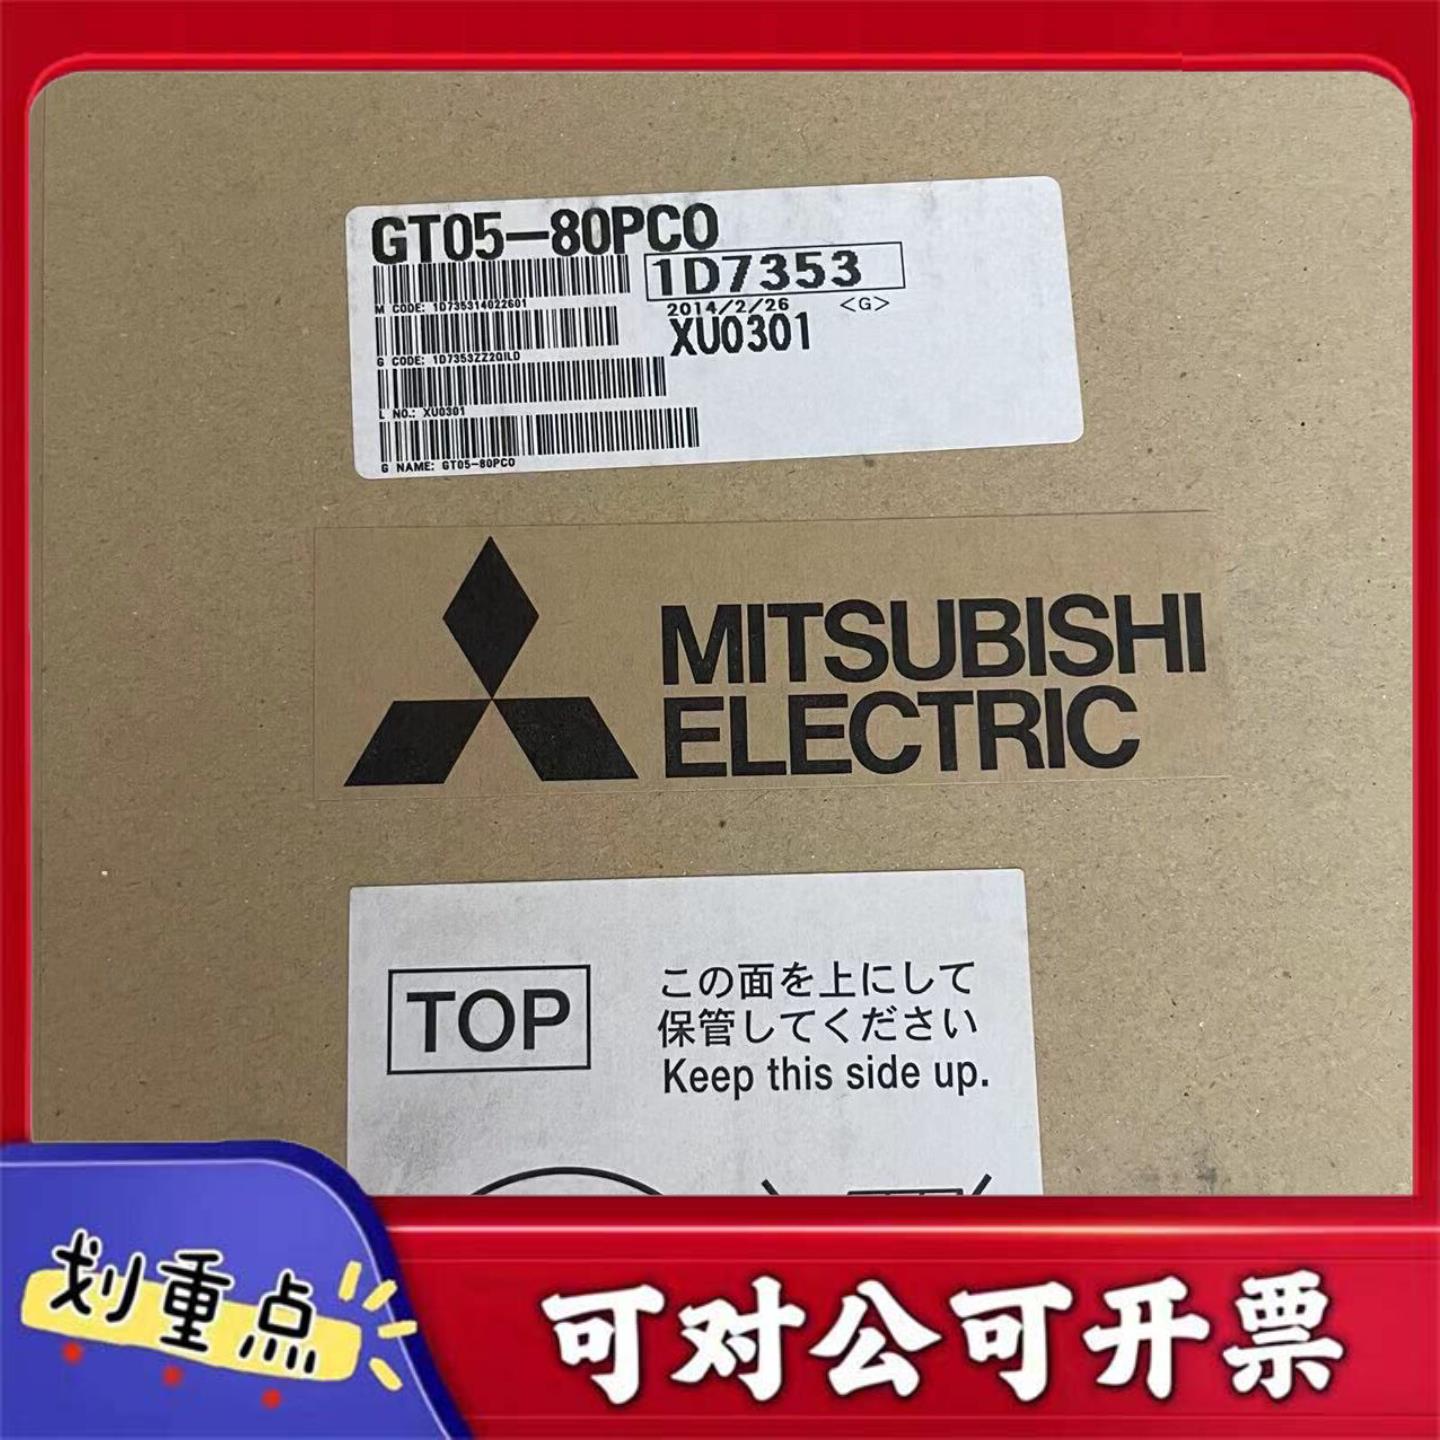 GT05-80PCO
1D7353
M CODE: 1D735314022601
2014/2/26 <G>
XU0301
G CODE: 1D7353ZZ2QILD
L NO.: XU0301
G NAME: GT05-80PCO
MITSUBISHI
ELECTRIC
TOP
この面を上にして
保管してください
Keep this side up.
划重点
可对公可开票